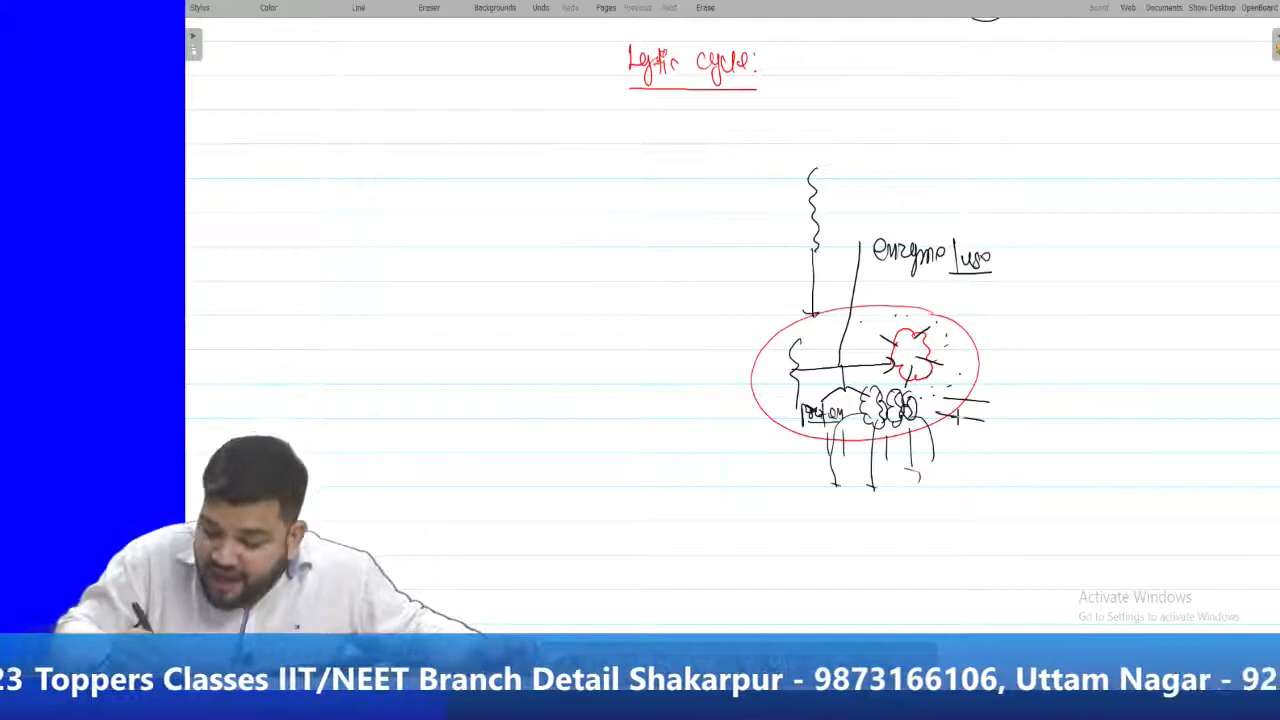 Stylus Color Line Eraser Backgrounds Undo Redo Pages Previous Next Erase Board Web Documents Show Desktop OpenBoard
Lytic cycle:
enzyme use
Activate Windows
Go to Settings to activate Windows.
23 Toppers Classes IIT/NEET Branch Detail Shakarpur - 9873166106, Uttam Nagar - 92